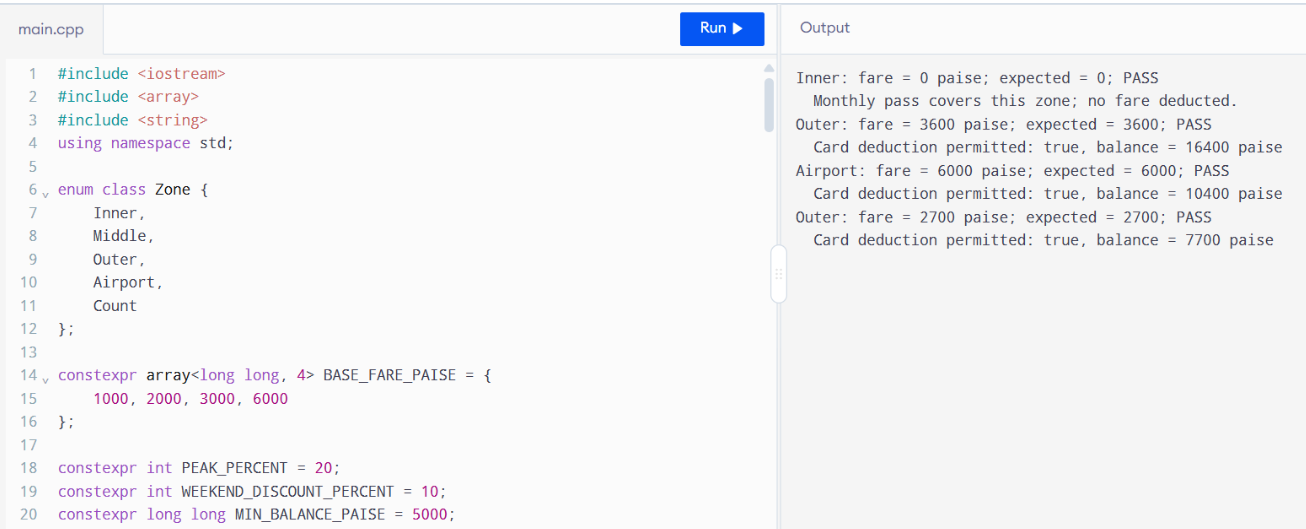 main.cpp
Run
Output
1 #include <iostream>
2 #include <array>
3 #include <string>
4 using namespace std;
5
6 enum class Zone {
7 Inner,
8 Middle,
9 Outer,
10 Airport,
11 Count
12 };
13
14 constexpr array<long long, 4> BASE_FARE_PAISE = {
15 1000, 2000, 3000, 6000
16 };
17
18 constexpr int PEAK_PERCENT = 20;
19 constexpr int WEEKEND_DISCOUNT_PERCENT = 10;
20 constexpr long long MIN_BALANCE_PAISE = 5000;
Inner: fare = 0 paise; expected = 0; PASS
Monthly pass covers this zone; no fare deducted.
Outer: fare = 3600 paise; expected = 3600; PASS
Card deduction permitted: true, balance = 16400 paise
Airport: fare = 6000 paise; expected = 6000; PASS
Card deduction permitted: true, balance = 10400 paise
Outer: fare = 2700 paise; expected = 2700; PASS
Card deduction permitted: true, balance = 7700 paise